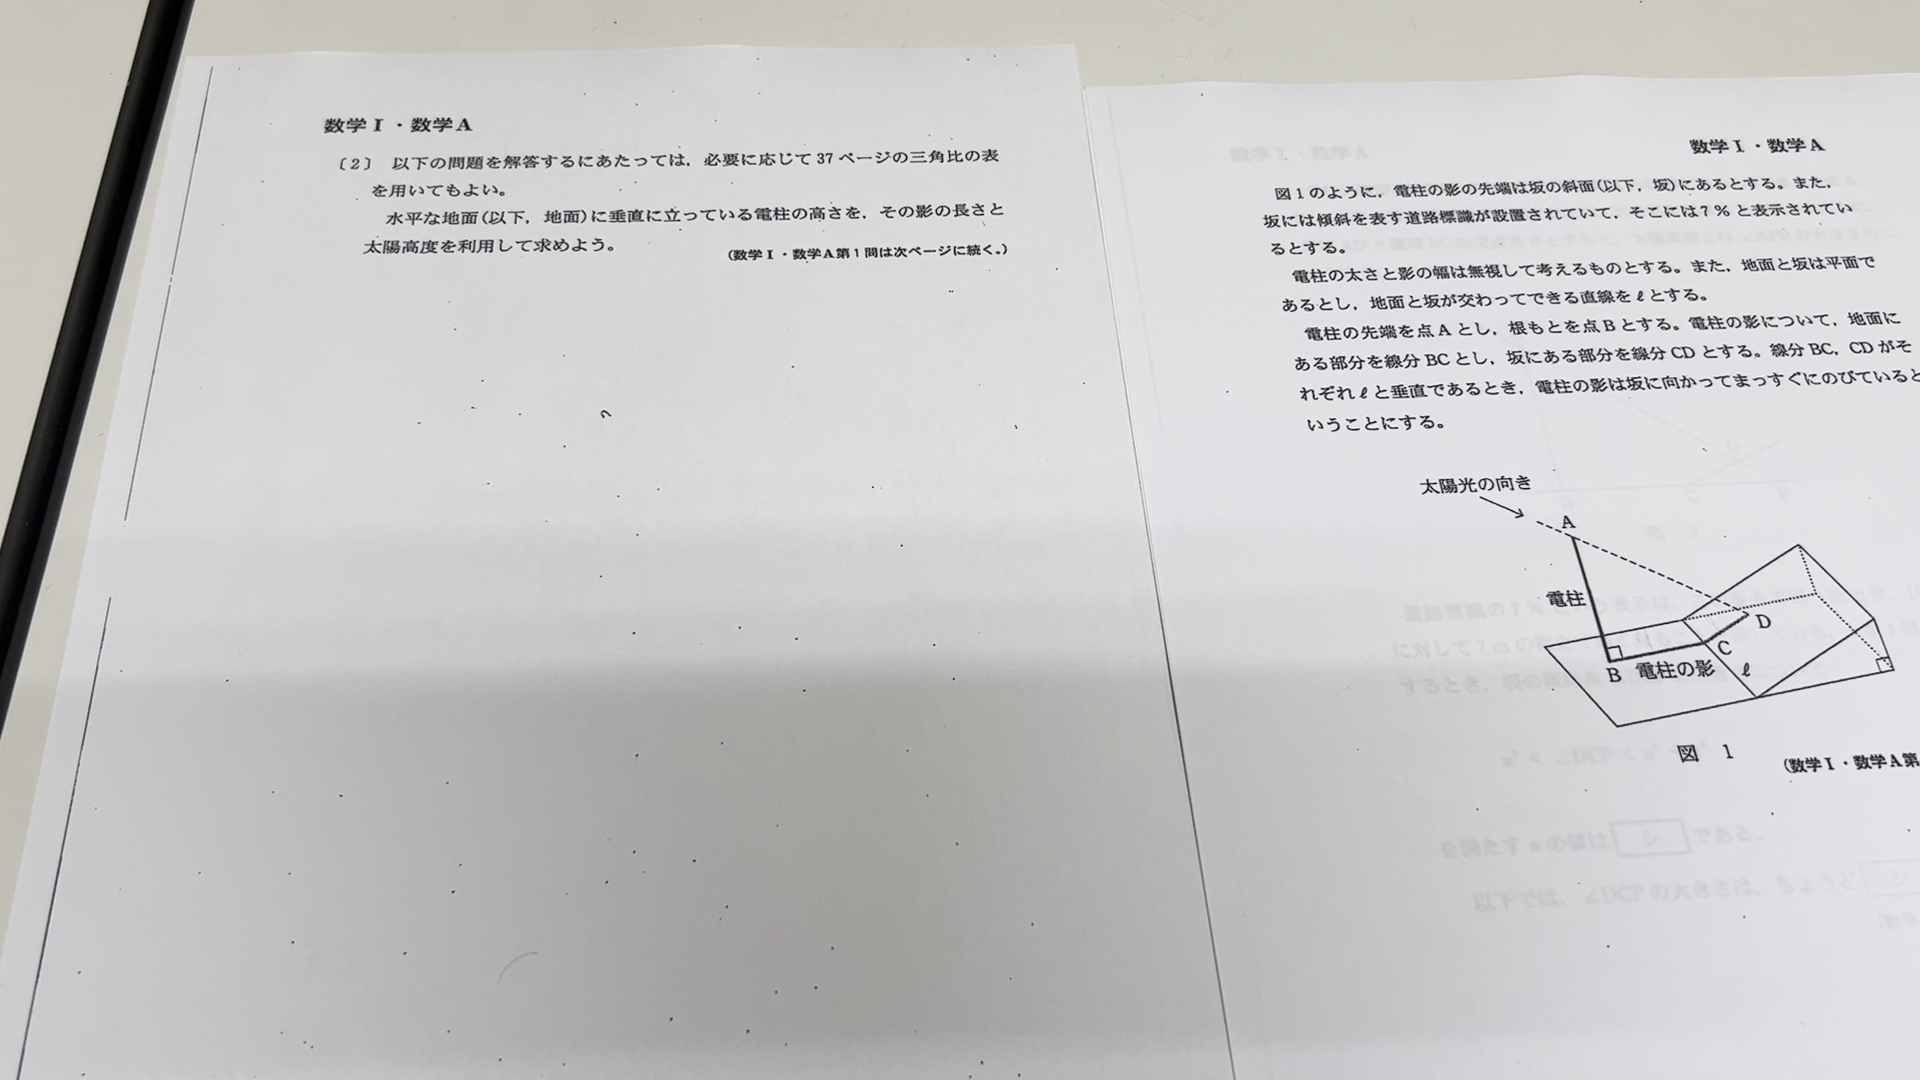 数学Ⅰ・数学A
〔2〕 以下の問題を解答するにあたっては，必要に応じて37ページの三角比の表
を用いてもよい。
水平な地面(以下，地面)に垂直に立っている電柱の高さを，その影の長さと
太陽高度を利用して求めよう。
(数学Ⅰ・数学A第1問は次ページに続く。)
数学Ⅰ・数学A
図1のように，電柱の影の先端は坂の斜面(以下，坂)にあるとする。また，
坂には傾斜を表す道路標識が設置されていて，そこには7％と表示されてい
るとする。
電柱の太さと影の幅は無視して考えるものとする。また，地面と坂は平面で
あるとし，地面と坂が交わってできる直線をℓとする。
電柱の先端を点Aとし，根もとを点Bとする。電柱の影について，地面に
ある部分を線分BCとし，坂にある部分を線分CDとする。線分BC，CDがそ
れぞれℓと垂直であるとき，電柱の影は坂に向かってまっすぐにのびていると
いうことにする。
太陽光の向き
A
電柱
D
C
B 電柱の影 ℓ
図 1
(数学Ⅰ・数学A第